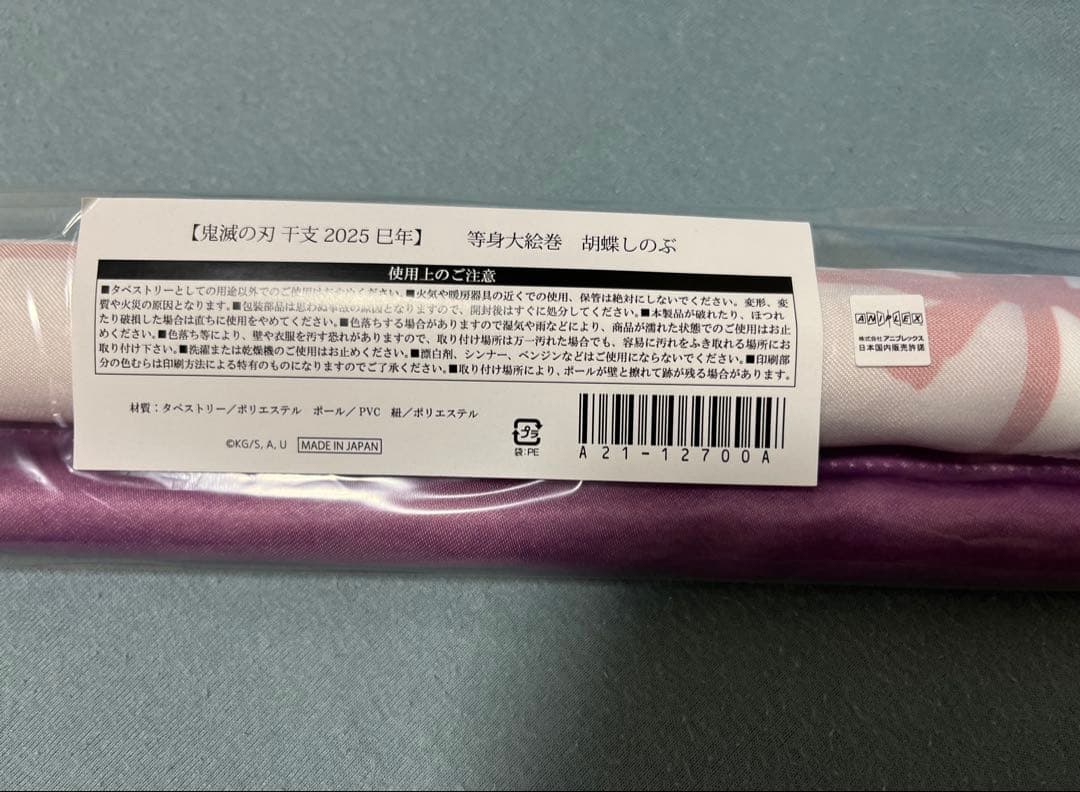 【鬼滅の刃 干支 2025 巳年】 等身大絵巻 胡蝶しのぶ
使用上のご注意
■タペストリーとしての用途以外でのご使用はおやめください。■火気や暖房器具の近くでの使用、保管は絶対にしないでください。変形、変
質や火災の原因となります。■包装部品は思わぬ事故の原因となりますので、開封後はすぐに処分してください。■本製品が破れたり、ほつれ
たり破損した場合は直ちに使用をやめてください。■色落ちする場合がありますので湿気や雨などにより、商品が濡れた状態でのご使用はお止
めください。■色落ち等により、壁や衣服を汚す恐れがありますので、取り付け場所は万一汚れた場合でも、容易に汚れをふき取れる場所にお
取り付け下さい。■洗濯または乾燥機のご使用はお止めください。■漂白剤、シンナー、ベンジンなどはご使用にならないでください。■印刷部
分の色むらは印刷方法による特有のものになりますのでご了承ください。■取り付け場所により、ポールが壁と擦れて跡が残る場合があります。
材質：タペストリー／ポリエステル ポール／PVC 紐／ポリエステル
©KG/S, A, U MADE IN JAPAN
プラ
袋:PE
A21-12700A
ANIPLEX
株式会社アニプレックス
日本国内販売許諾